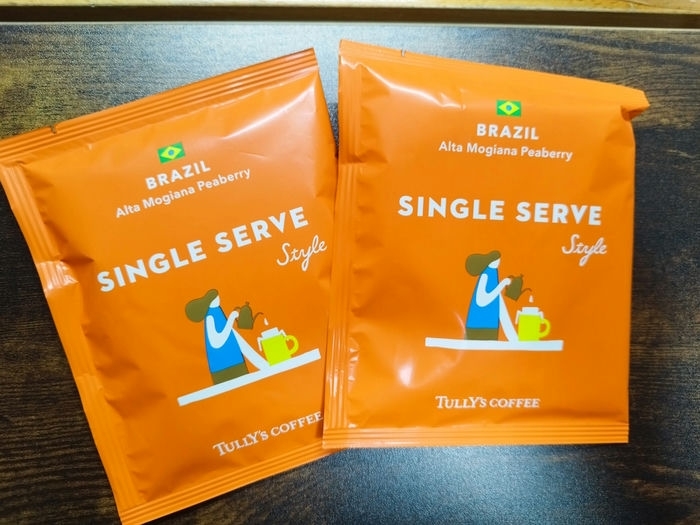 BRAZIL
Alta Mogiana Peaberry
SINGLE SERVE
Style
TULLY'S COFFEE
BRAZIL
Alta Mogiana Peaberry
SINGLE SERVE
Style
TULLY'S COFFEE